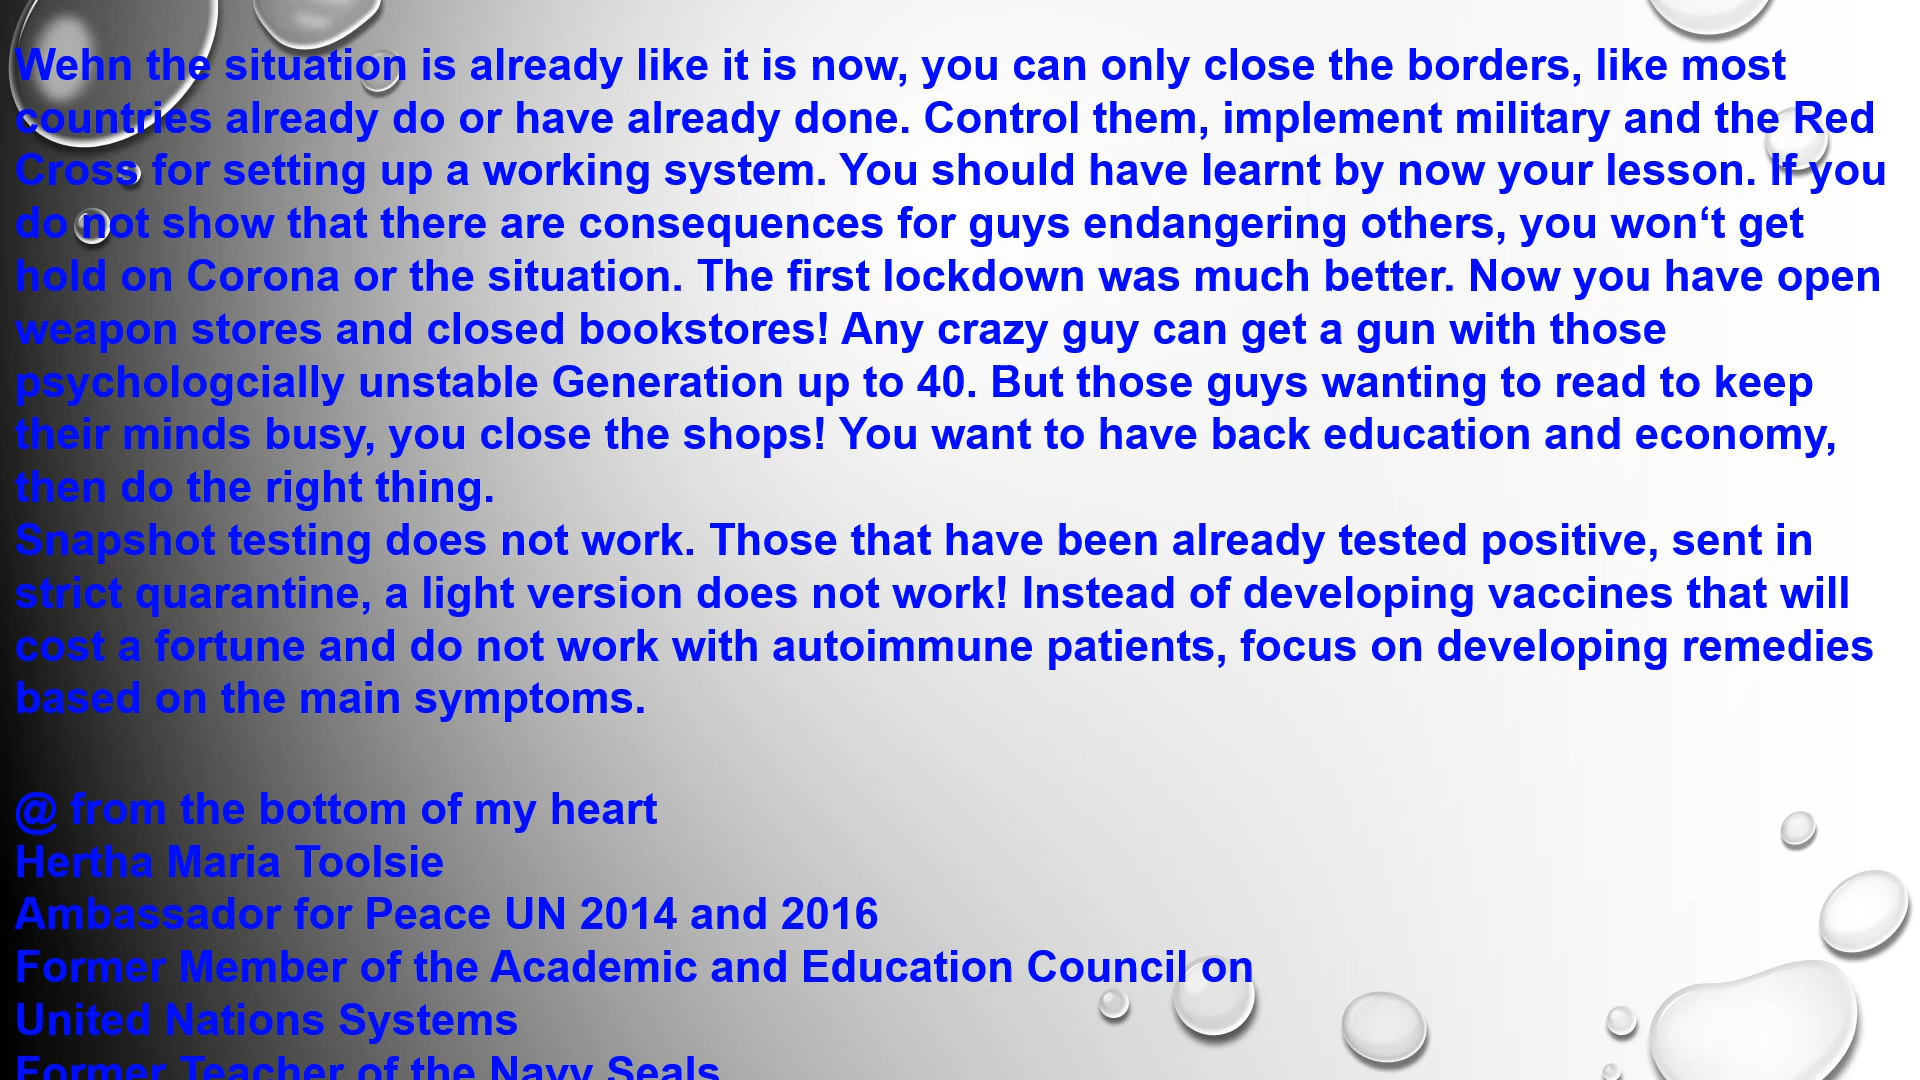 Wehn the situation is already like it is now, you can only close the borders, like most
countries already do or have already done. Control them, implement military and the Red
Cross for setting up a working system. You should have learnt by now your lesson. If you
do not show that there are consequences for guys endangering others, you won‘t get
hold on Corona or the situation. The first lockdown was much better. Now you have open
weapon stores and closed bookstores! Any crazy guy can get a gun with those
psychologcially unstable Generation up to 40. But those guys wanting to read to keep
their minds busy, you close the shops! You want to have back education and economy,
then do the right thing.
Snapshot testing does not work. Those that have been already tested positive, sent in
strict quarantine, a light version does not work! Instead of developing vaccines that will
cost a fortune and do not work with autoimmune patients, focus on developing remedies
based on the main symptoms.
@ from the bottom of my heart
Hertha Maria Toolsie
Ambassador for Peace UN 2014 and 2016
Former Member of the Academic and Education Council on
United Nations Systems
Former Teacher of the Navy Seals